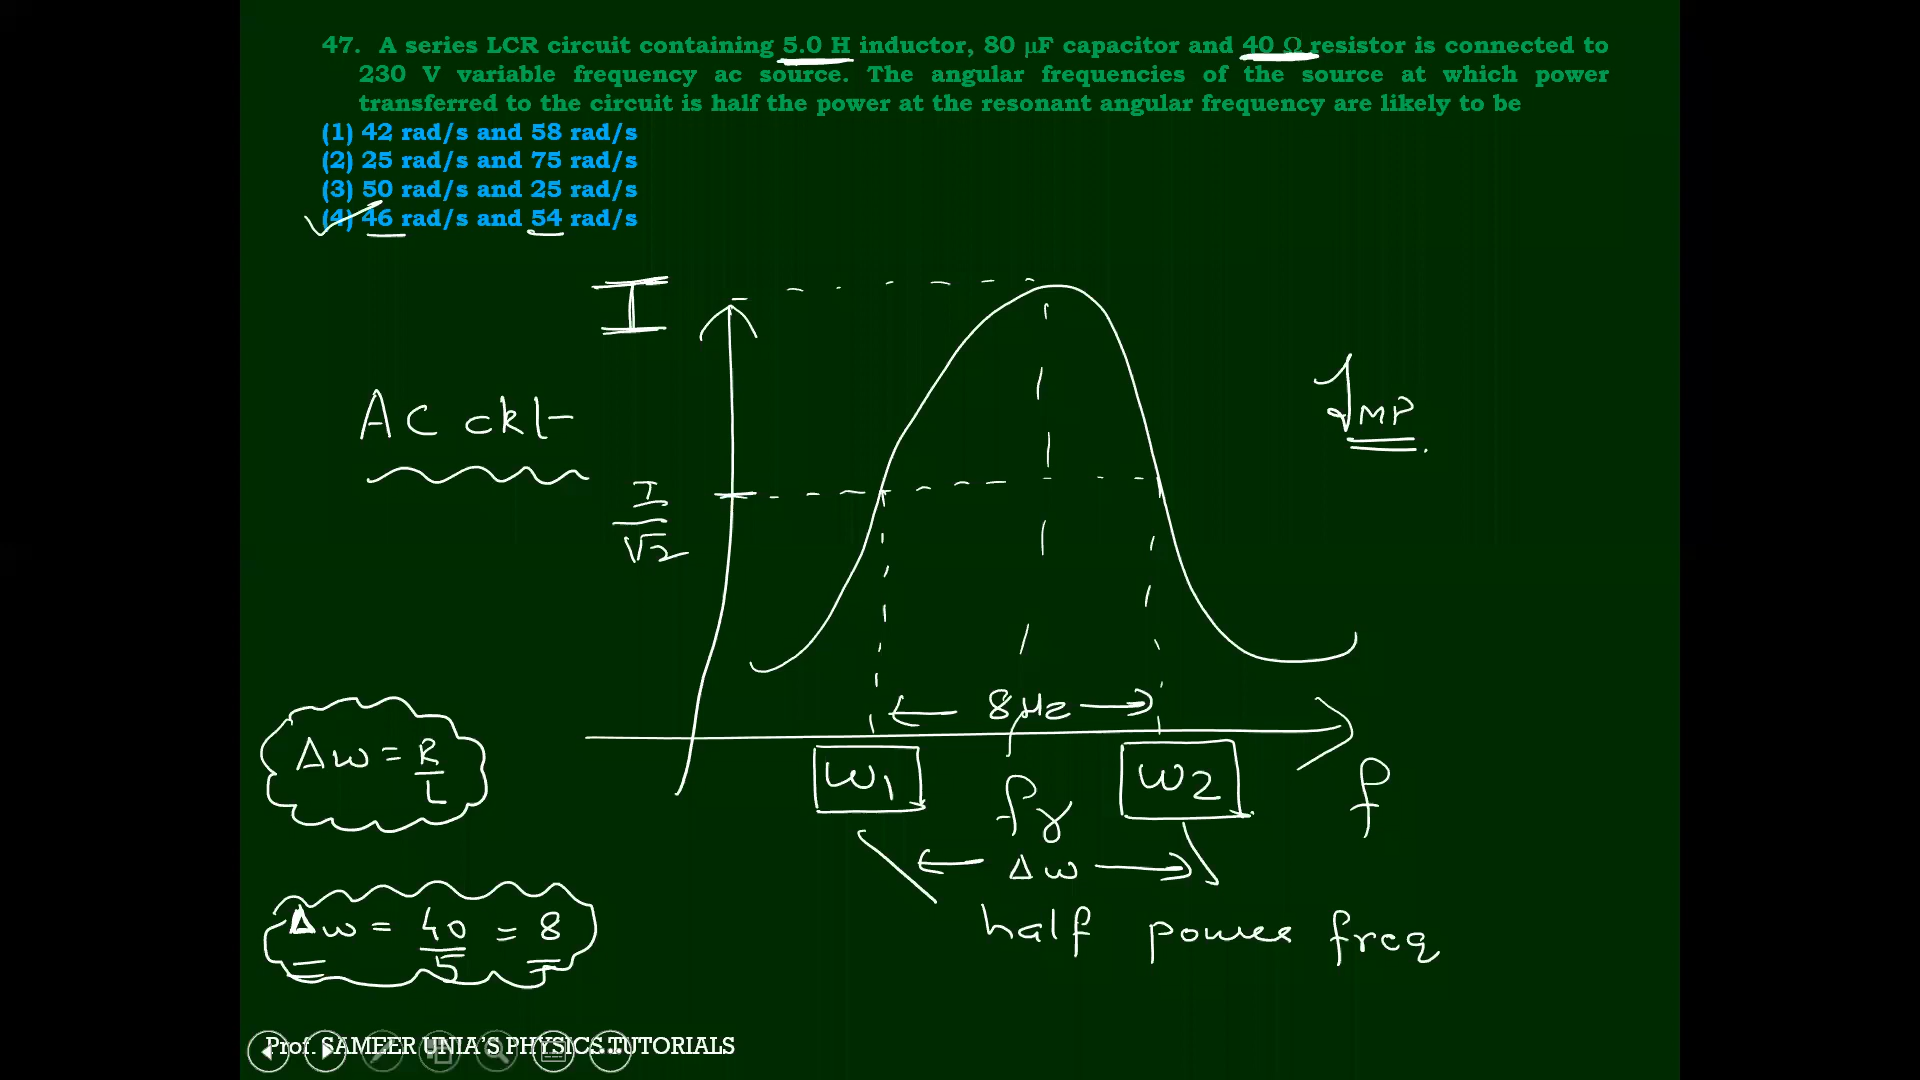 47. A series LCR circuit containing 5.0 H inductor, 80 μF capacitor and 40 Ω resistor is connected to
230 V variable frequency ac source. The angular frequencies of the source at which power
transferred to the circuit is half the power at the resonant angular frequency are likely to be
(1) 42 rad/s and 58 rad/s
(2) 25 rad/s and 75 rad/s
(3) 50 rad/s and 25 rad/s
(4) 46 rad/s and 54 rad/s
I
AC ckt
IMP
I/√2
8Hz
Δω = R/L
ω1
fr
ω2
f
Δω
Δω = 40/5 = 8
half power freq
Prof. SAMEER UNIA'S PHYSICS TUTORIALS